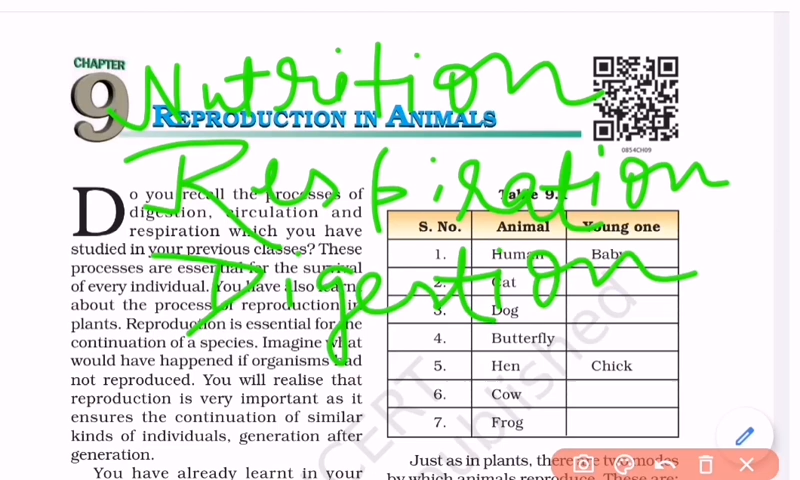 CHAPTER
9
Nutrition
REPRODUCTION IN ANIMALS
0854CH09
Respiration
Digestion
Do you recall the processes of
digestion, circulation and
respiration which you have
studied in your previous classes? These
processes are essential for the survival
of every individual. You have also learnt
about the process of reproduction in
plants. Reproduction is essential for the
continuation of a species. Imagine what
would have happened if organisms had
not reproduced. You will realise that
reproduction is very important as it
ensures the continuation of similar
kinds of individuals, generation after
generation.
You have already learnt in your
Table 9.
S. No. Animal Young one
1. Human Baby
2. Cat
3. Dog
4. Butterfly
5. Hen Chick
6. Cow
7. Frog
Just as in plants, there are two modes
by which animals reproduce. These are:
NCERT
published